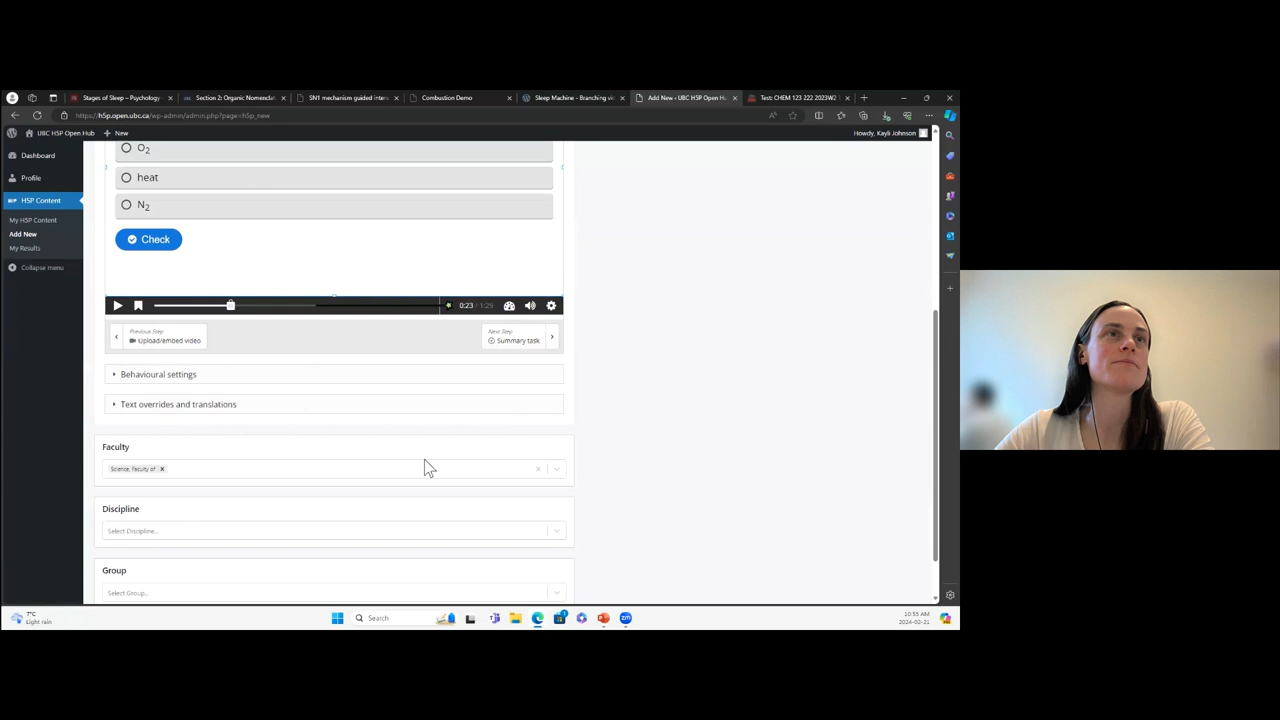 Stages of Sleep – Psychology
Section 2: Organic Nomenclat
SN1 mechanism guided inter
Combustion Demo
Sleep Machine - Branching vi
Add New ‹ UBC H5P Open H
Test: CHEM 123 222 2023W2
https://h5p.open.ubc.ca/wp-admin/admin.php?page=h5p_new
UBC H5P Open Hub
New
Howdy, Kayli Johnson
Dashboard
Profile
H5P Content
My H5P Content
Add New
My Results
Collapse menu
O2
heat
N2
Check
0:23 / 1:29
Previous Step
Upload/embed video
Next Step
Summary task
Behavioural settings
Text overrides and translations
Faculty
Science, Faculty of
Discipline
Select Discipline...
Group
Select Group...
7°C
Light rain
Search
10:55 AM
2024-02-21